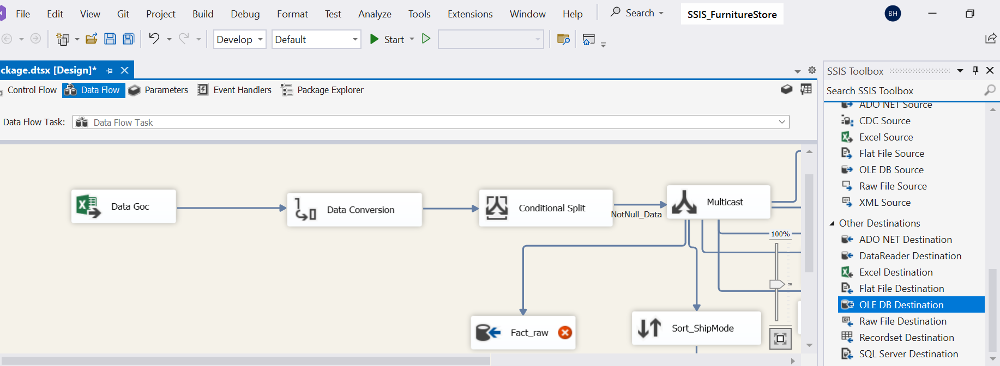 File Edit View Git Project Build Debug Format Test Analyze Tools Extensions Window Help Search SSIS_FurnitureStore BH
Develop Default Start
ckage.dtsx [Design]*
Control Flow Data Flow Parameters Event Handlers Package Explorer
Data Flow Task: Data Flow Task
Data Goc
Data Conversion
Conditional Split
NotNull_Data
Multicast
100%
Fact_raw
Sort_ShipMode
SSIS Toolbox
Search SSIS Toolbox
ADO NET Source
CDC Source
Excel Source
Flat File Source
OLE DB Source
Raw File Source
XML Source
Other Destinations
ADO NET Destination
DataReader Destination
Excel Destination
Flat File Destination
OLE DB Destination
Raw File Destination
Recordset Destination
SQL Server Destination